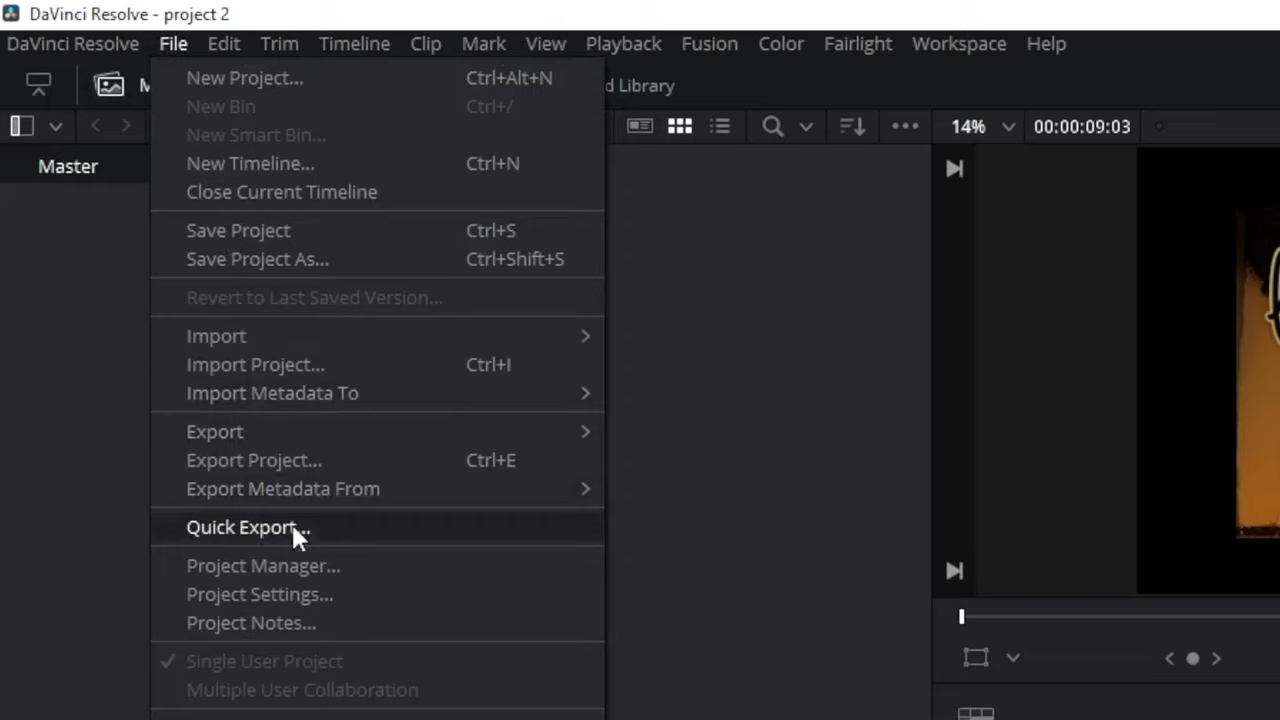 DaVinci Resolve - project 2
DaVinci Resolve File Edit Trim Timeline Clip Mark View Playback Fusion Color Fairlight Workspace Help
New Project... Ctrl+Alt+N
d Library
New Bin Ctrl+/
14% 00:00:09:03
New Smart Bin...
Master
New Timeline... Ctrl+N
Close Current Timeline
Save Project Ctrl+S
Save Project As... Ctrl+Shift+S
Revert to Last Saved Version...
Import
Import Project... Ctrl+I
Import Metadata To
Export
Export Project... Ctrl+E
Export Metadata From
Quick Export...
Project Manager...
Project Settings...
Project Notes...
Single User Project
Multiple User Collaboration